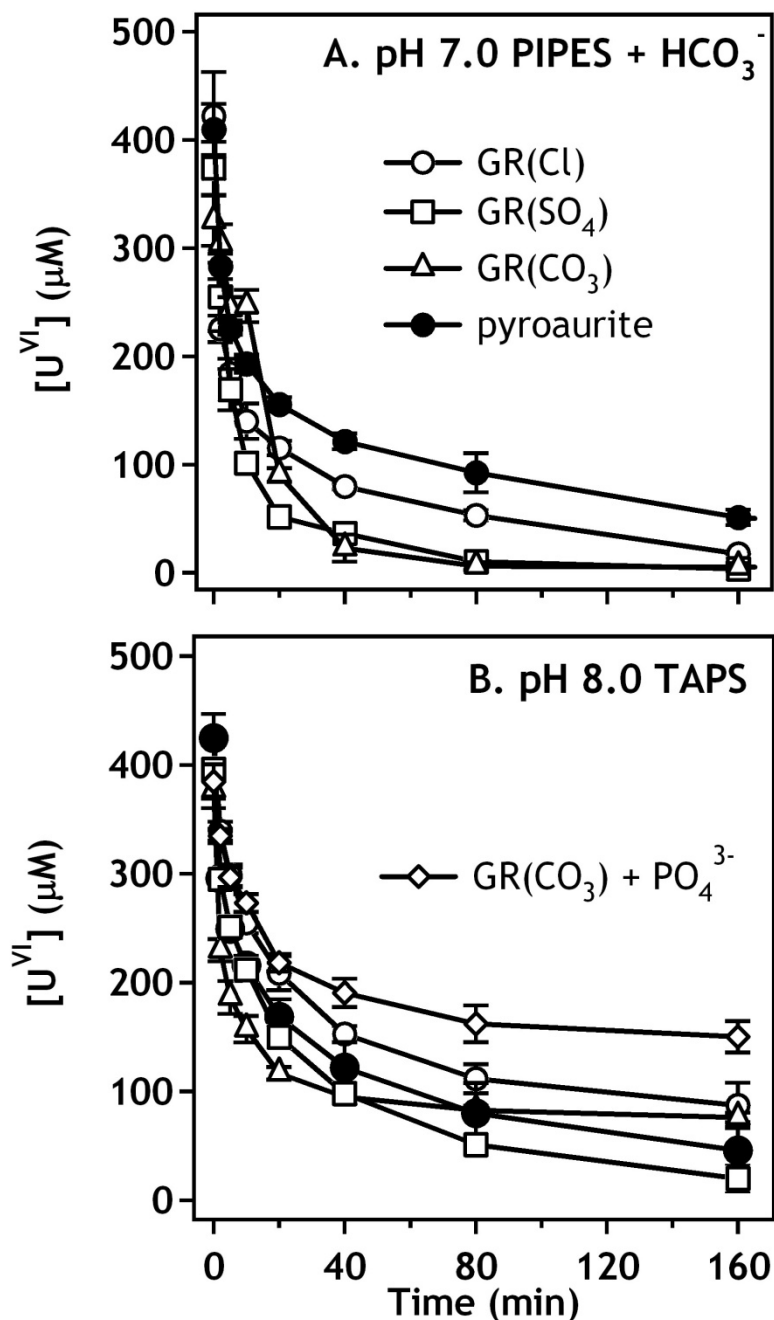 A. pH 7.0 PIPES + HCO₃⁻
500
400
300
200
100
0
[Uⱽᴵ] (μM)
GR(Cl)
GR(SO₄)
GR(CO₃)
pyroaurite
B. pH 8.0 TAPS
500
400
300
200
100
0
[Uⱽᴵ] (μM)
GR(CO₃) + PO₄³⁻
0 40 80 120 160
Time (min)